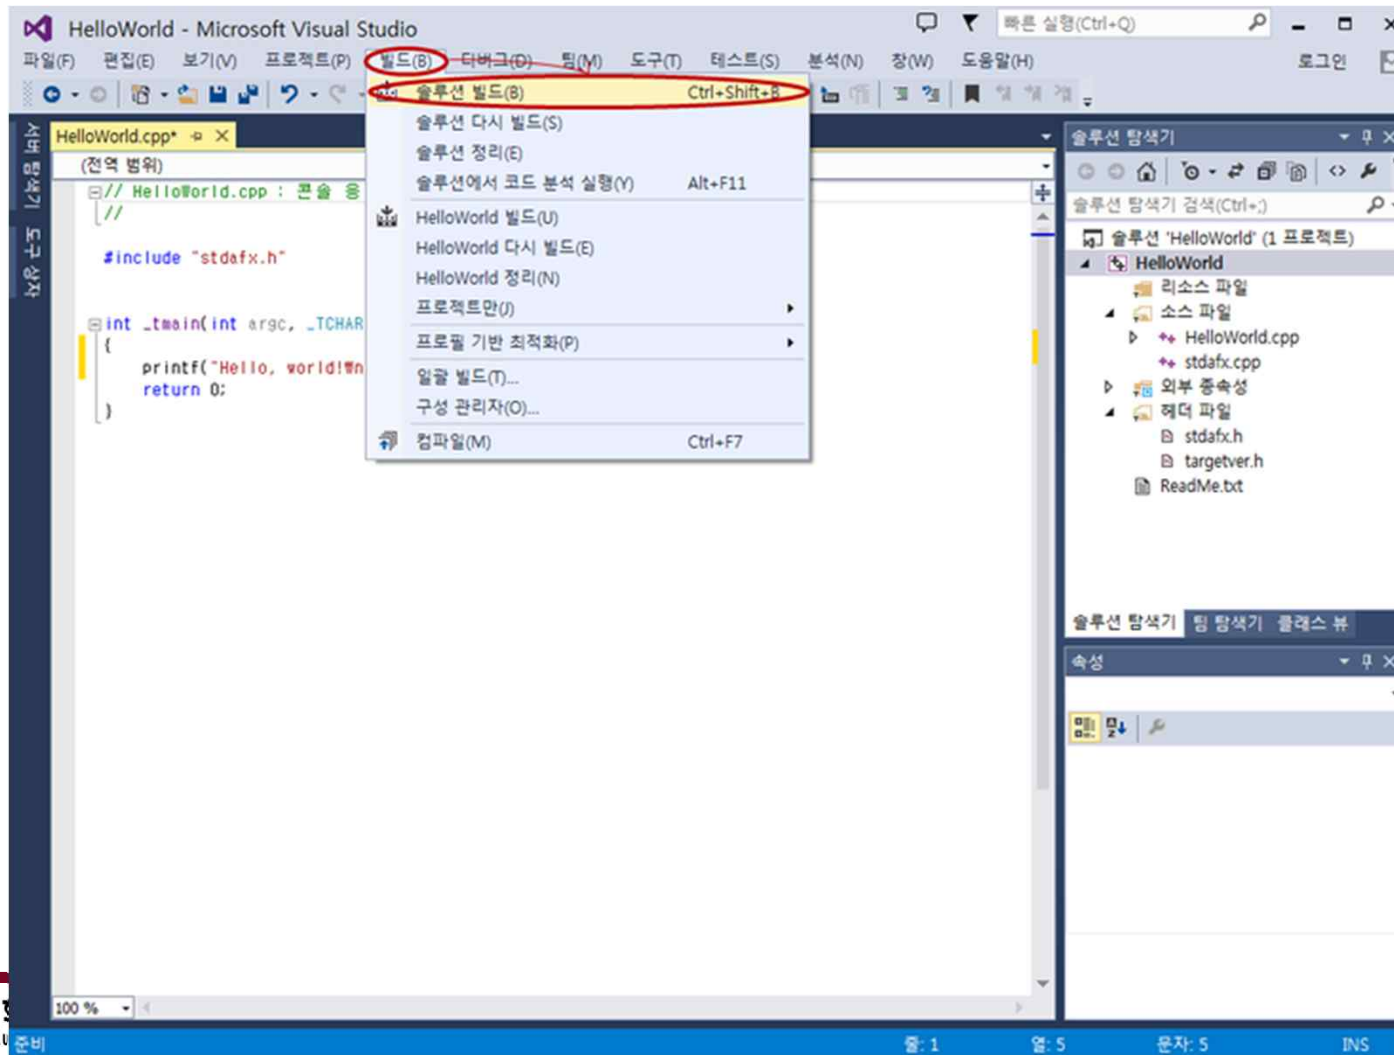 HelloWorld - Microsoft Visual Studio
빠른 실행(Ctrl+Q)
파일(F) 편집(E) 보기(V) 프로젝트(P) 빌드(B) 디버그(D) 팀(M) 도구(T) 테스트(S) 분석(N) 창(W) 도움말(H) 로그인
솔루션 빌드(B) Ctrl+Shift+B
솔루션 다시 빌드(S)
솔루션 정리(E)
솔루션에서 코드 분석 실행(Y) Alt+F11
HelloWorld 빌드(U)
HelloWorld 다시 빌드(E)
HelloWorld 정리(N)
프로젝트만(J)
프로필 기반 최적화(P)
일괄 빌드(T)...
구성 관리자(O)...
컴파일(M) Ctrl+F7
서버 탐색기
도구 상자
HelloWorld.cpp*
(전역 범위)
// HelloWorld.cpp : 콘솔 응
//
#include "stdafx.h"
int _tmain(int argc, _TCHAR
{
printf("Hello, world!₩n
return 0;
}
솔루션 탐색기
솔루션 탐색기 검색(Ctrl+;)
솔루션 'HelloWorld' (1 프로젝트)
HelloWorld
리소스 파일
소스 파일
HelloWorld.cpp
stdafx.cpp
외부 종속성
헤더 파일
stdafx.h
targetver.h
ReadMe.txt
솔루션 탐색기 팀 탐색기 클래스 뷰
속성
100 %
준비 줄: 1 열: 5 문자: 5 INS